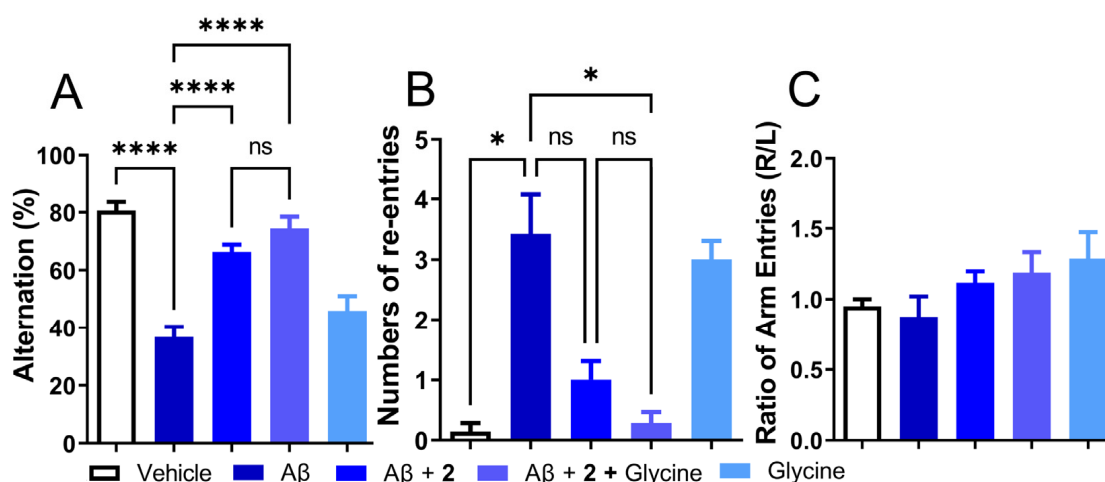 A
Alternation (%)
100
80
60
40
20
0
****
****
****
ns
B
Numbers of re-entries
5
4
3
2
1
0
*
*
ns
ns
C
Ratio of Arm Entries (R/L)
2.0
1.5
1.0
0.5
0.0
Vehicle Aβ Aβ + 2 Aβ + 2 + Glycine Glycine